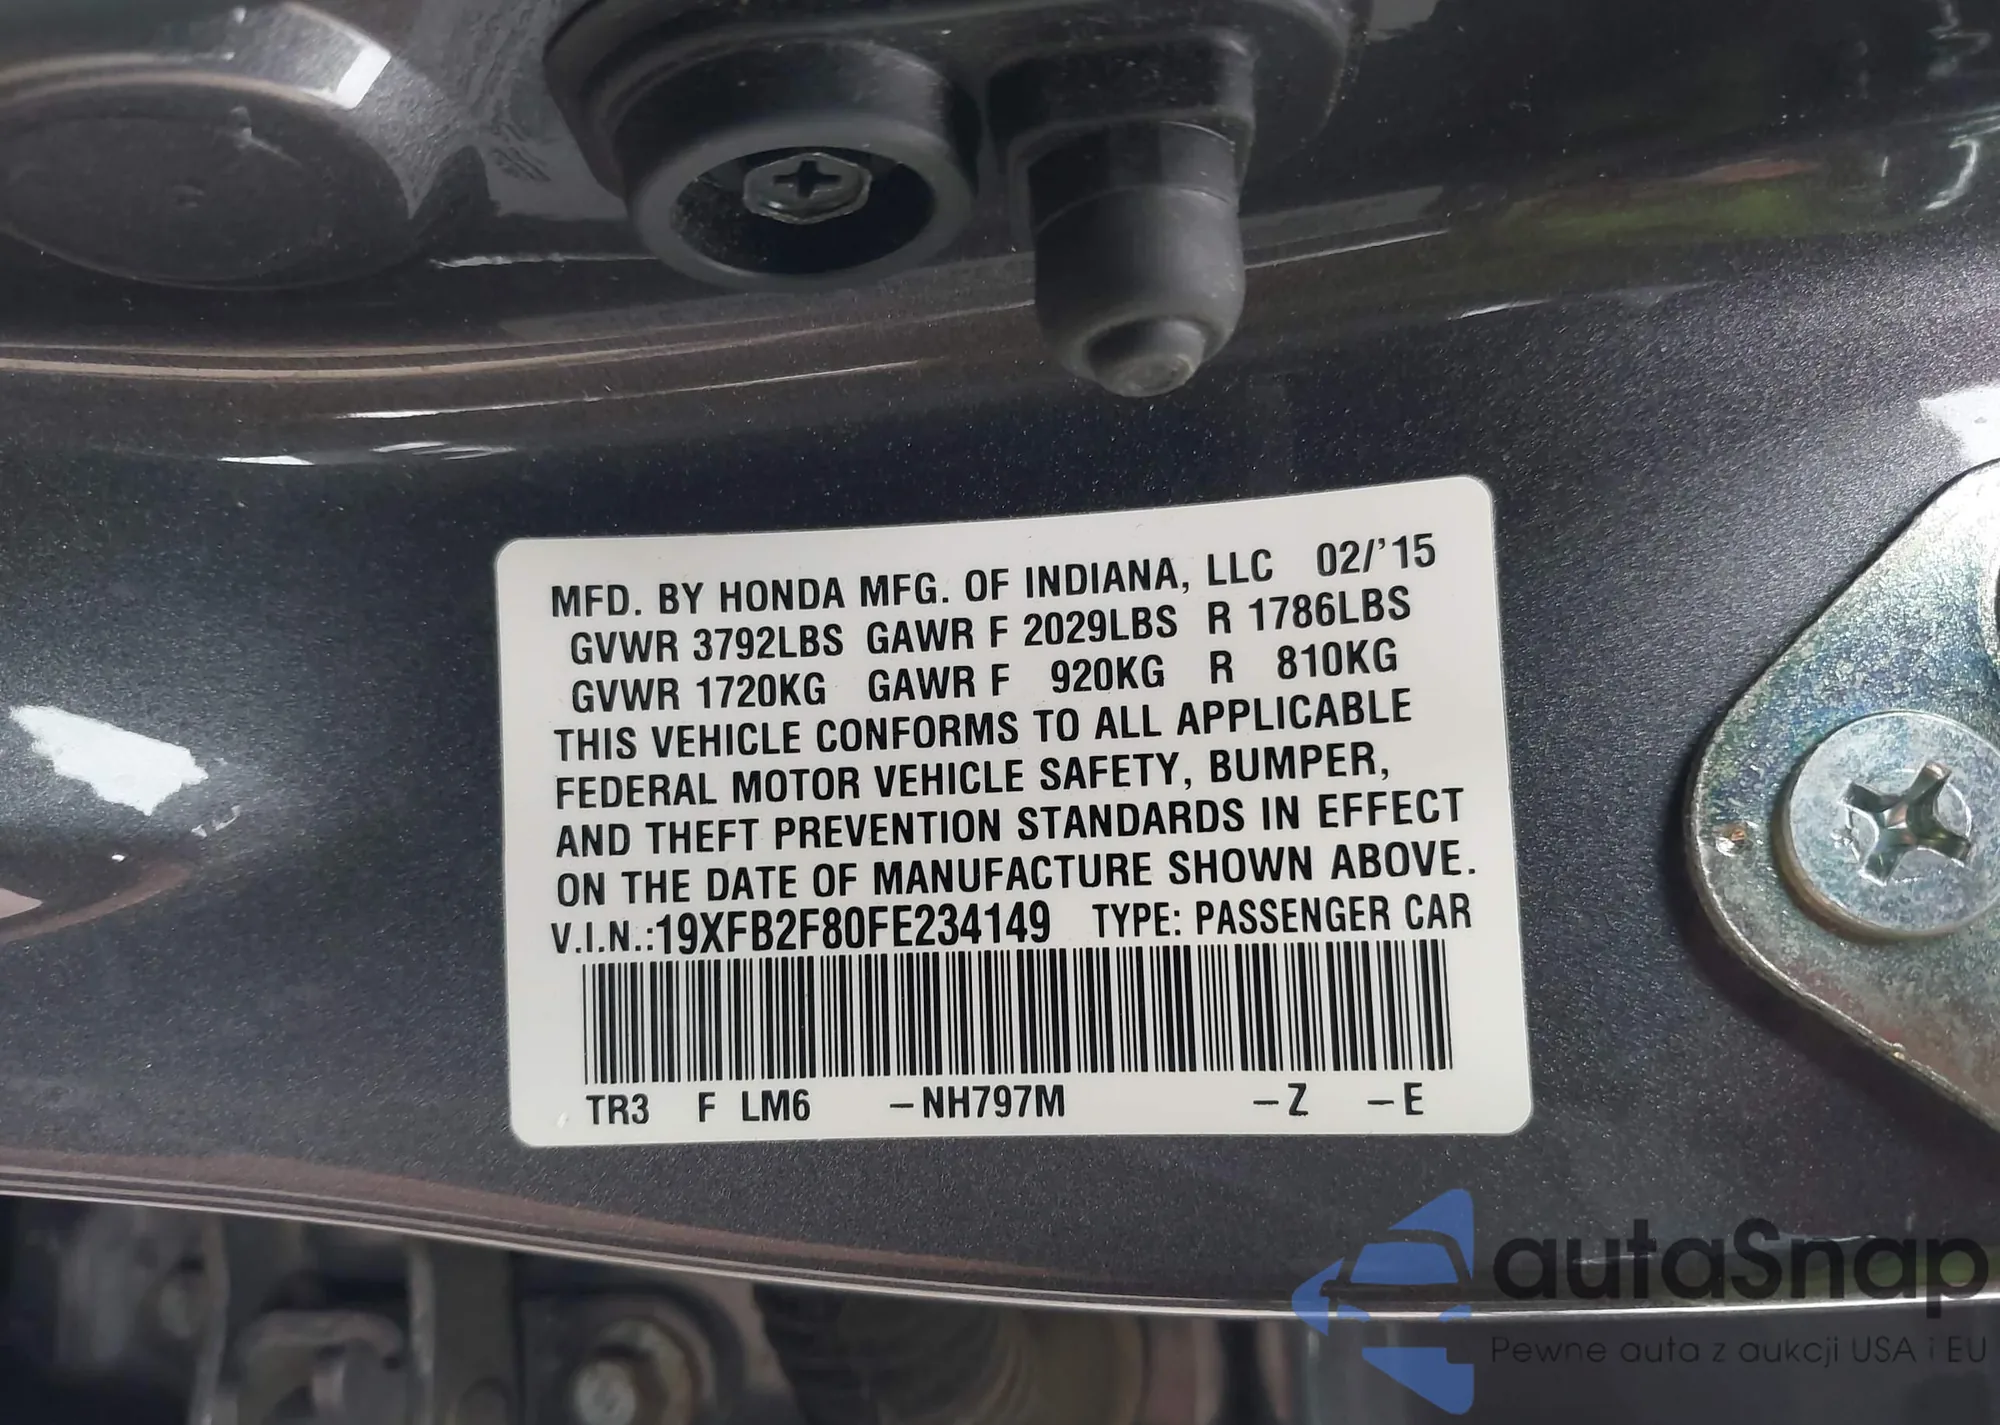 MFD. BY HONDA MFG. OF INDIANA, LLC 02/'15
GVWR 3792LBS GAWR F 2029LBS R 1786LBS
GVWR 1720KG GAWR F 920KG R 810KG
THIS VEHICLE CONFORMS TO ALL APPLICABLE
FEDERAL MOTOR VEHICLE SAFETY, BUMPER,
AND THEFT PREVENTION STANDARDS IN EFFECT
ON THE DATE OF MANUFACTURE SHOWN ABOVE.
V.I.N.:19XFB2F80FE234149 TYPE: PASSENGER CAR
TR3 F LM6 –NH797M –Z –E
autaSnap
Pewne auta z aukcji USA i EU